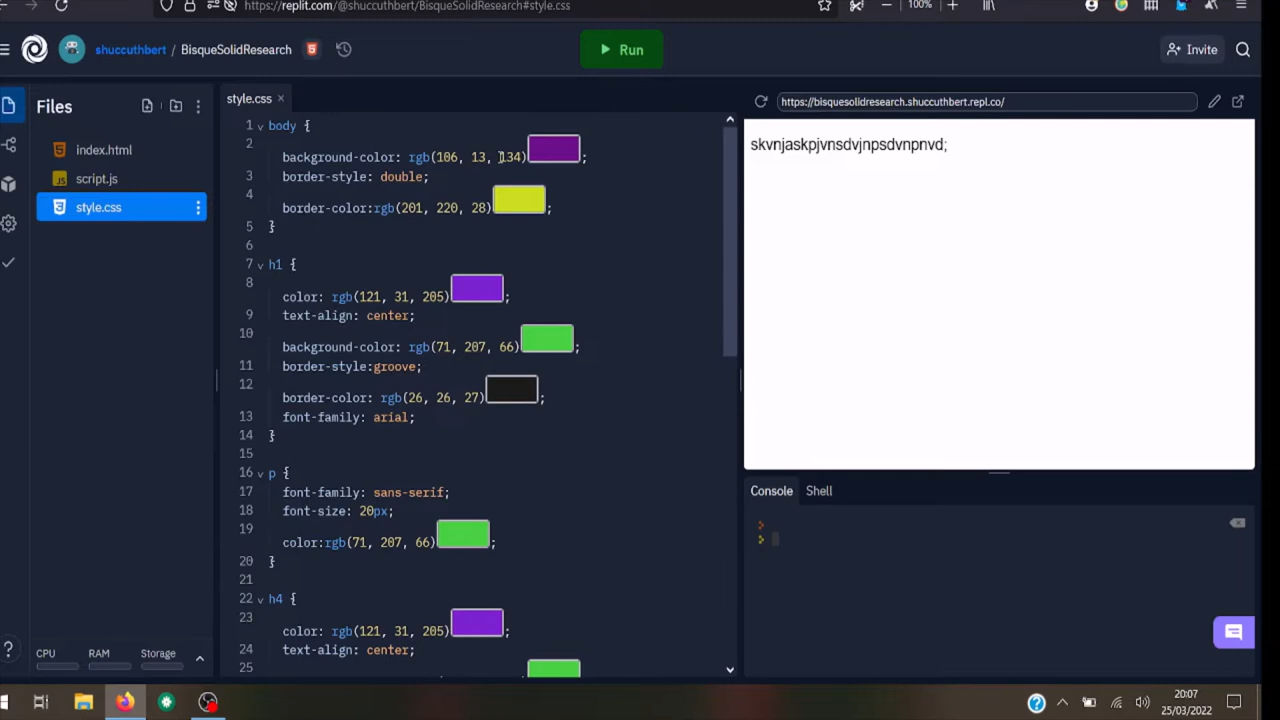 https://replit.com/@shuccuthbert/BisqueSolidResearch#style.css
100%
shuccuthbert / BisqueSolidResearch
Run
Invite
Files
index.html
script.js
style.css
style.css
1 body {
2
background-color: rgb(106, 13, 134);
3 border-style: double;
4
border-color:rgb(201, 220, 28);
5 }
6
7 h1 {
8
color: rgb(121, 31, 205);
9 text-align: center;
10
background-color: rgb(71, 207, 66);
11 border-style:groove;
12
border-color: rgb(26, 26, 27);
13 font-family: arial;
14 }
15
16 p {
17 font-family: sans-serif;
18 font-size: 20px;
19
color:rgb(71, 207, 66);
20 }
21
22 h4 {
23
color: rgb(121, 31, 205);
24 text-align: center;
25
https://bisquesolidresearch.shuccuthbert.repl.co/
skvnjaskpjvnsdvjnpsdvnpnvd;
Console Shell
CPU RAM Storage
20:07
25/03/2022